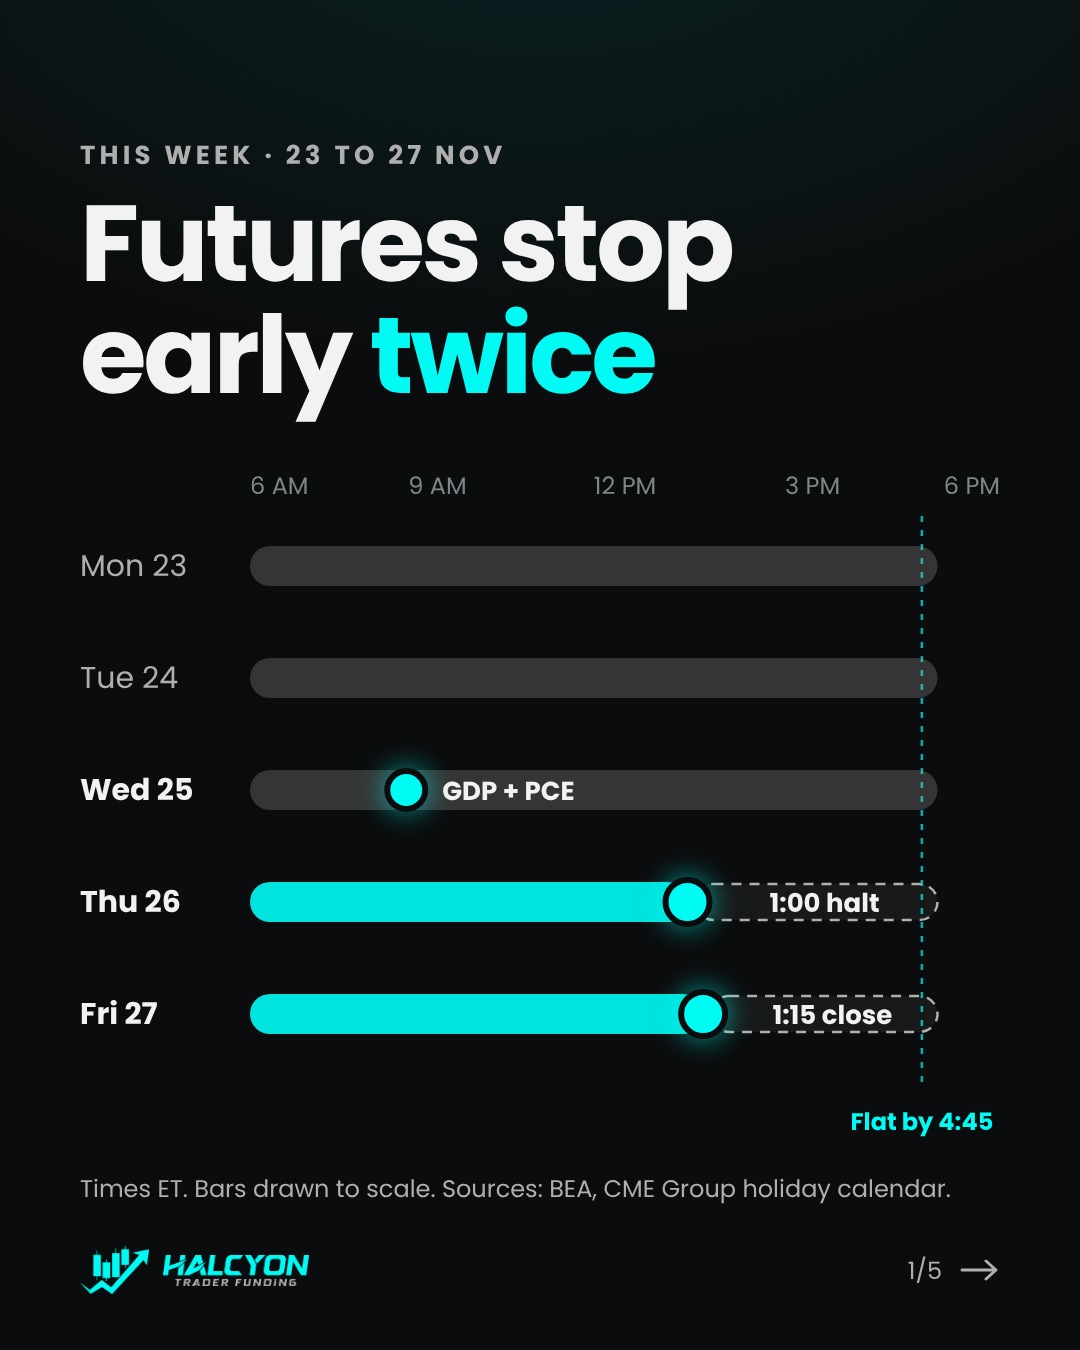 THIS WEEK · 23 TO 27 NOV
Futures stop
early twice
6 AM 9 AM 12 PM 3 PM 6 PM
Mon 23
Tue 24
Wed 25 GDP + PCE
Thu 26 1:00 halt
Fri 27 1:15 close
Flat by 4:45
Times ET. Bars drawn to scale. Sources: BEA, CME Group holiday calendar.
HALCYON
TRADER FUNDING
1/5